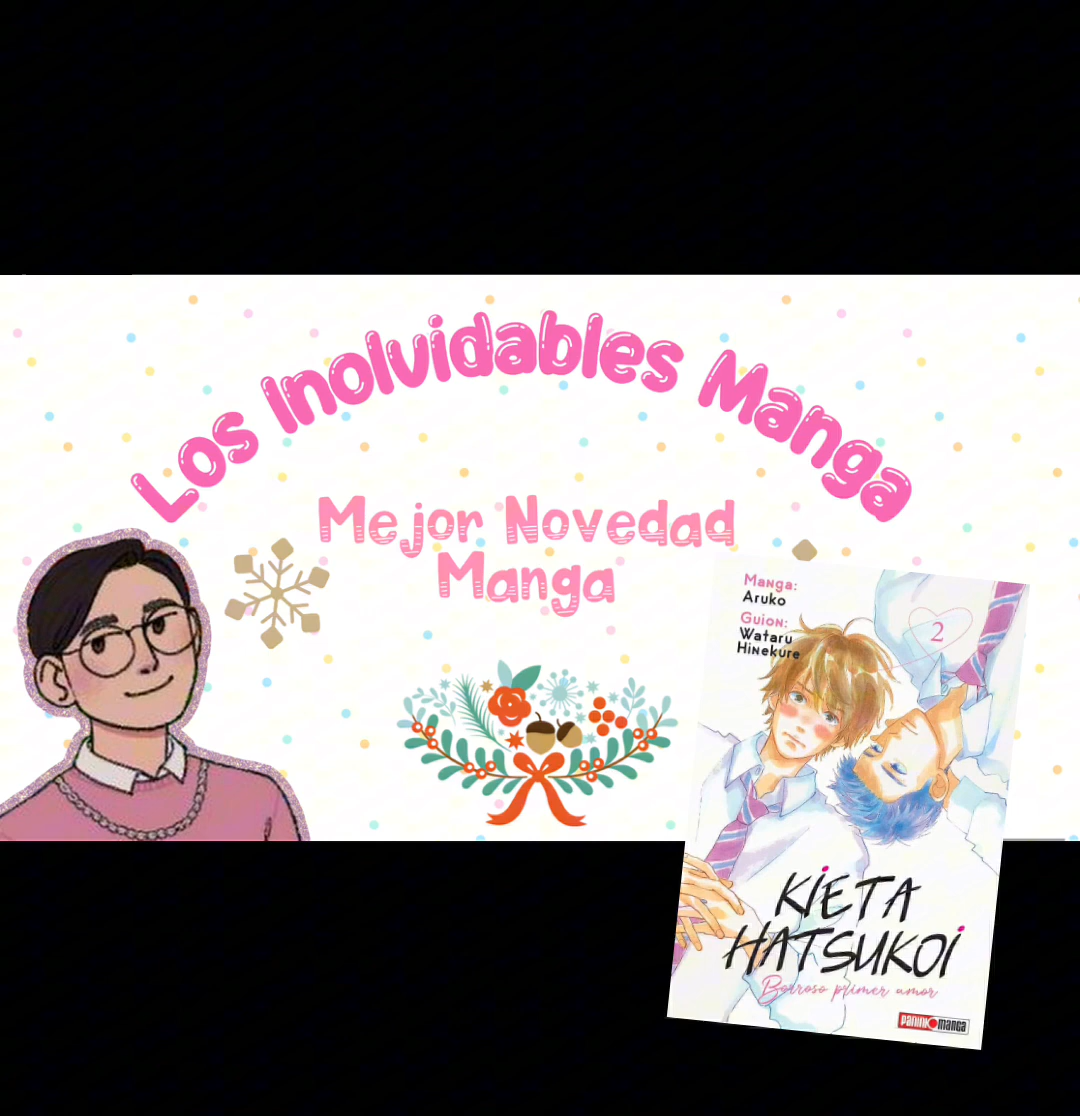 Los Inolvidables Manga
Mejor Novedad
Manga
Manga:
Aruko
Guion:
Wataru
Hinekure
2
KIETA
HATSUKOI
Borroso primer amor
PANINI MANGA